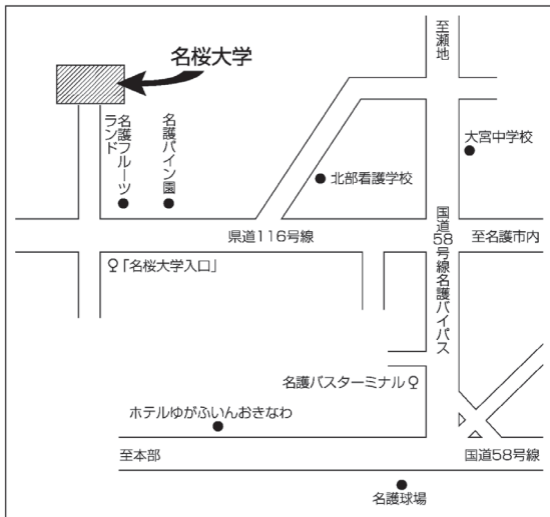 名桜大学
至瀬地
名護フルーツ
ランド
名護パイン園
大宮中学校
北部看護学校
県道116号線
国道58号線名護バイパス
至名護市内
「名桜大学入口」
名護バスターミナル
ホテルゆがふいんおきなわ
至本部
国道58号線
名護球場